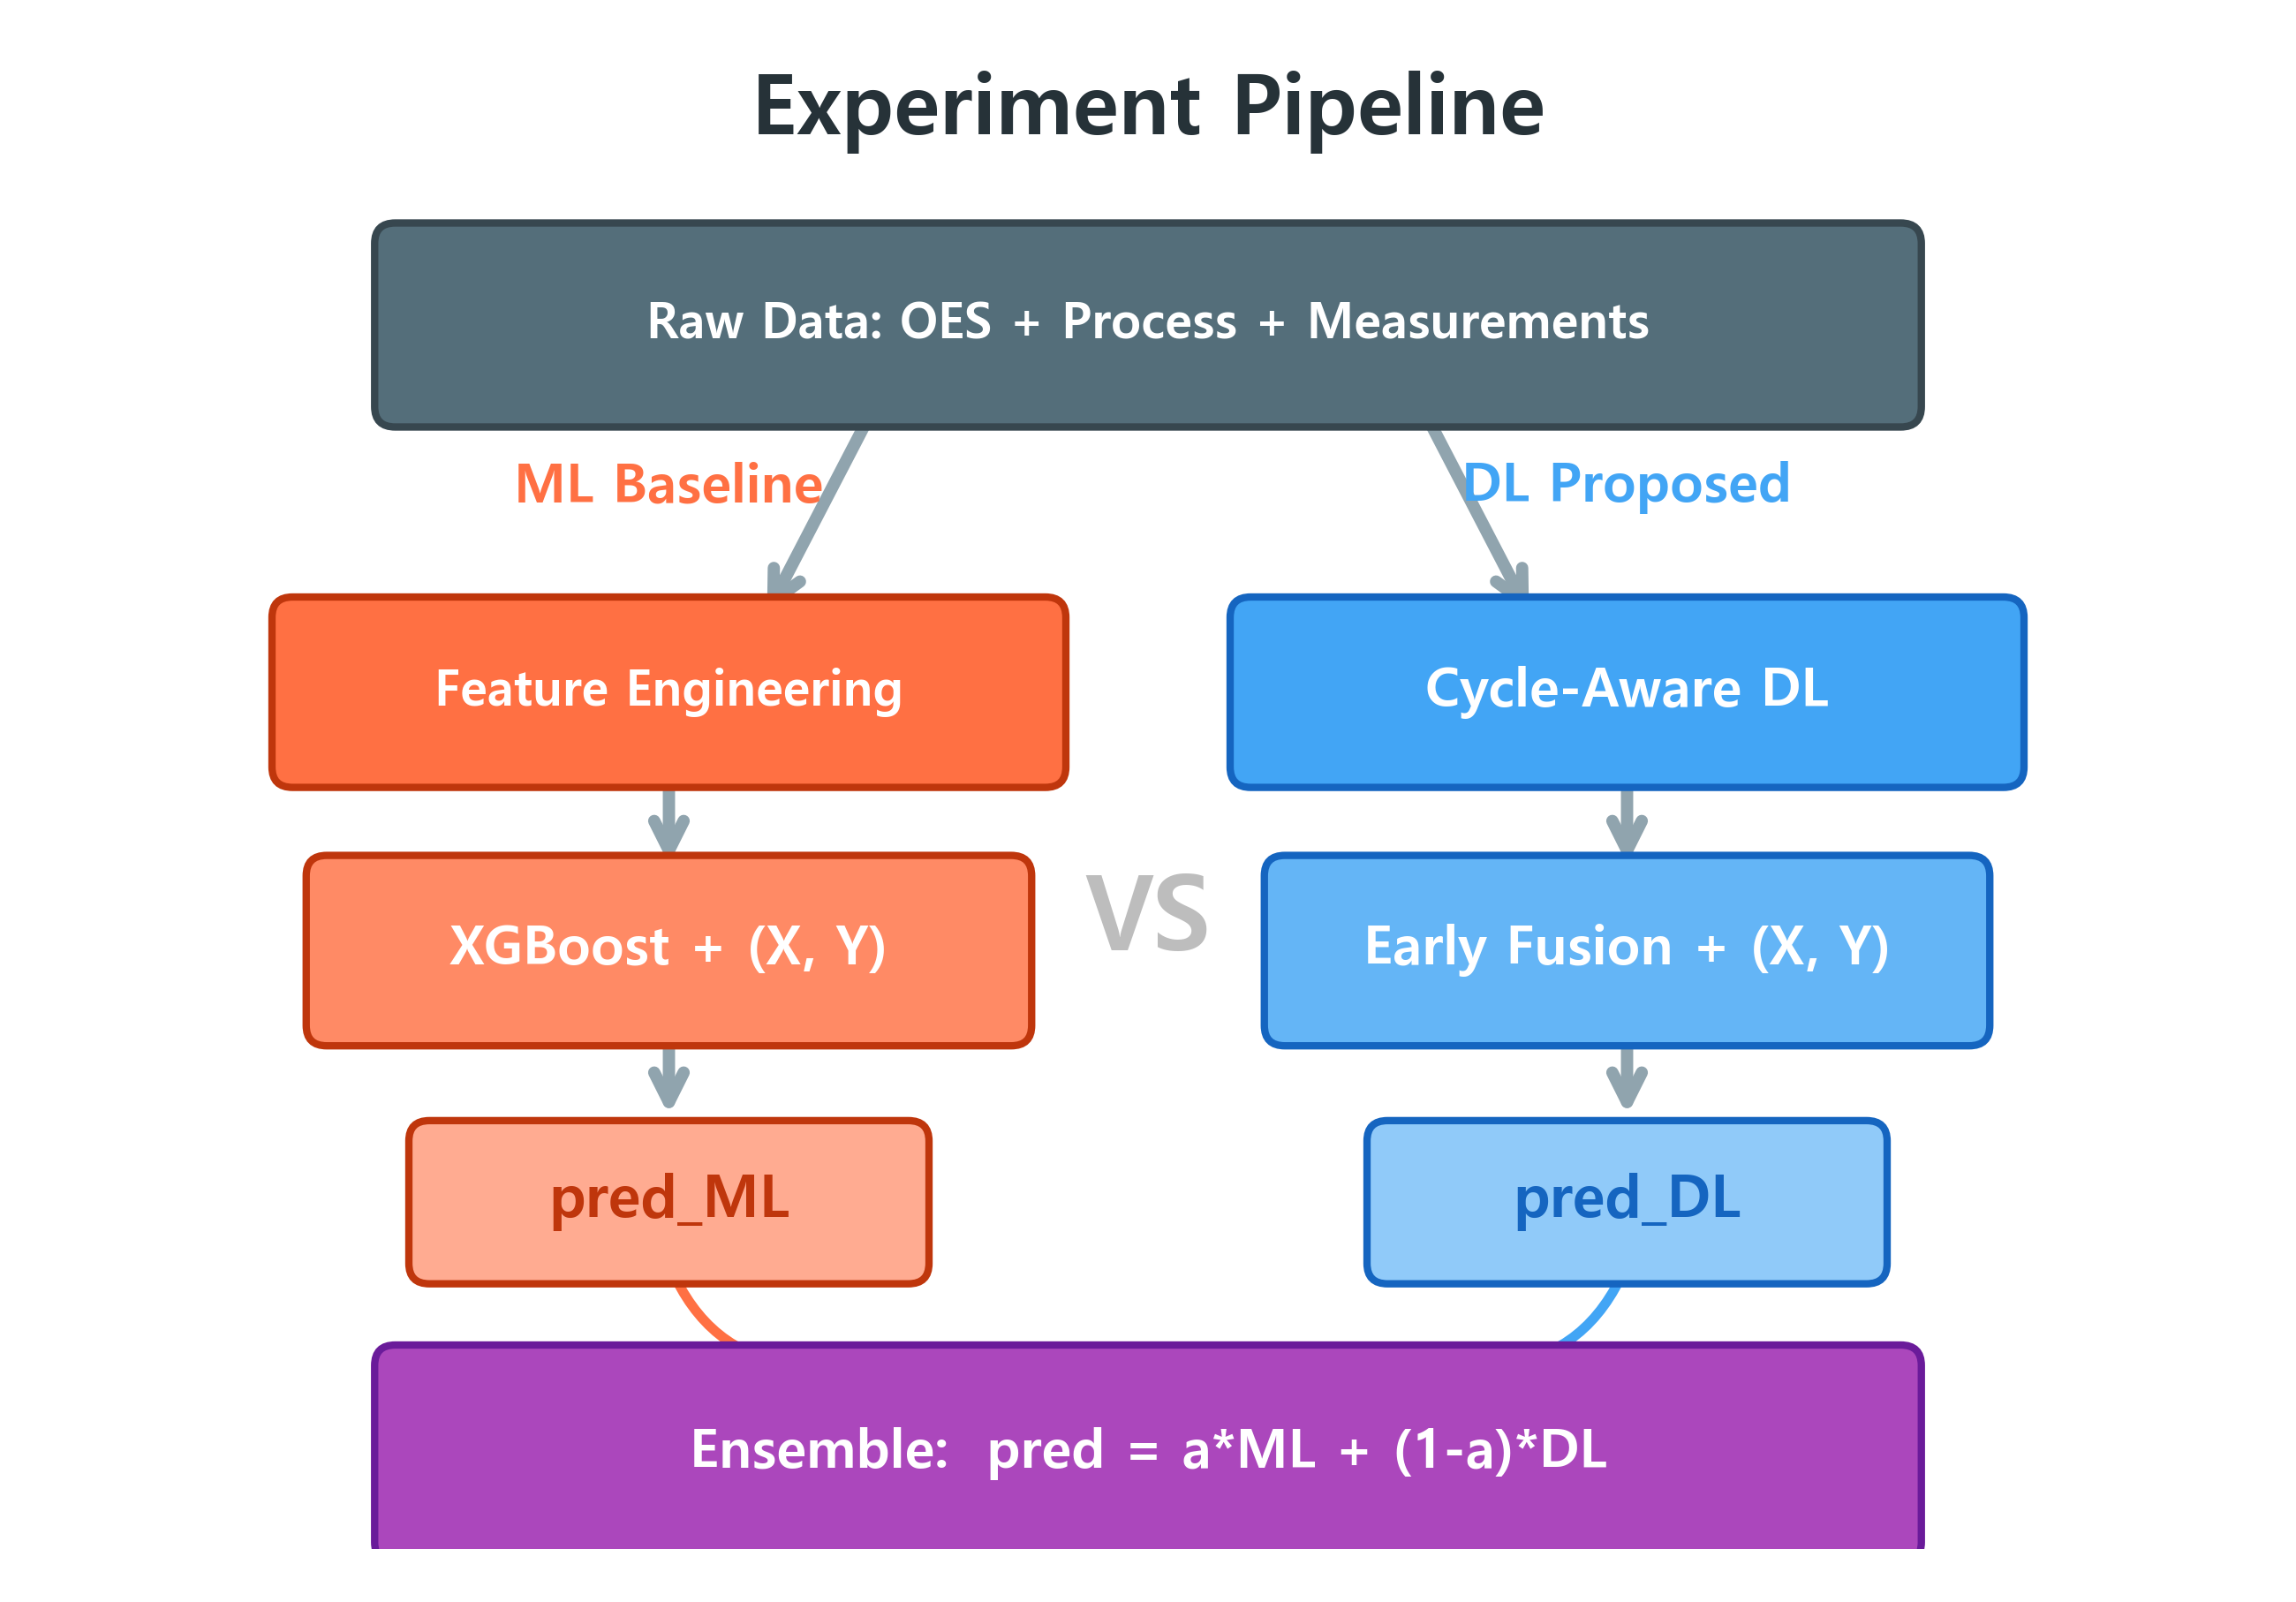 Experiment Pipeline
Raw Data: OES + Process + Measurements
ML Baseline
DL Proposed
Feature Engineering
Cycle-Aware DL
XGBoost + (X, Y)
VS
Early Fusion + (X, Y)
pred_ML
pred_DL
Ensemble: pred = a*ML + (1-a)*DL